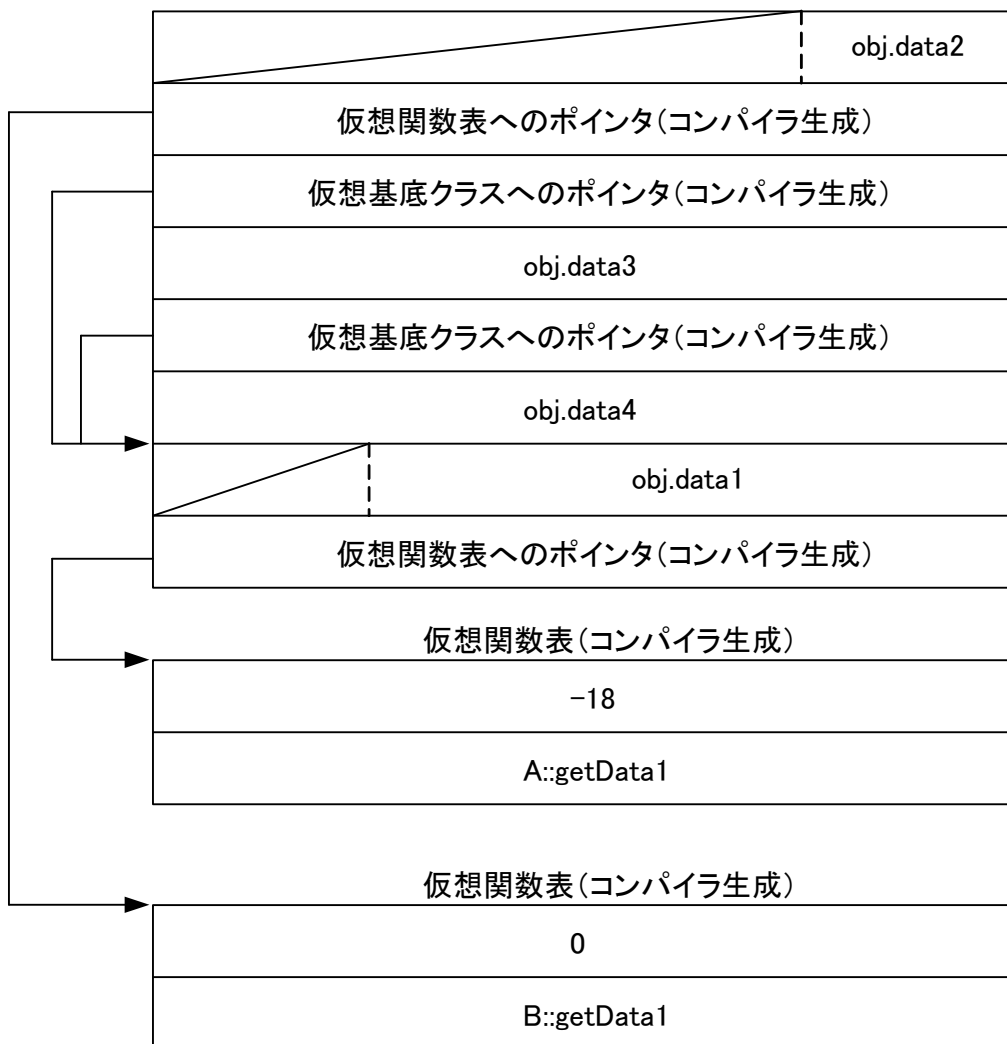 obj.data2
仮想関数表へのポインタ(コンパイラ生成)
仮想基底クラスへのポインタ(コンパイラ生成)
obj.data3
仮想基底クラスへのポインタ(コンパイラ生成)
obj.data4
obj.data1
仮想関数表へのポインタ(コンパイラ生成)
仮想関数表(コンパイラ生成)
-18
A::getData1
仮想関数表(コンパイラ生成)
0
B::getData1